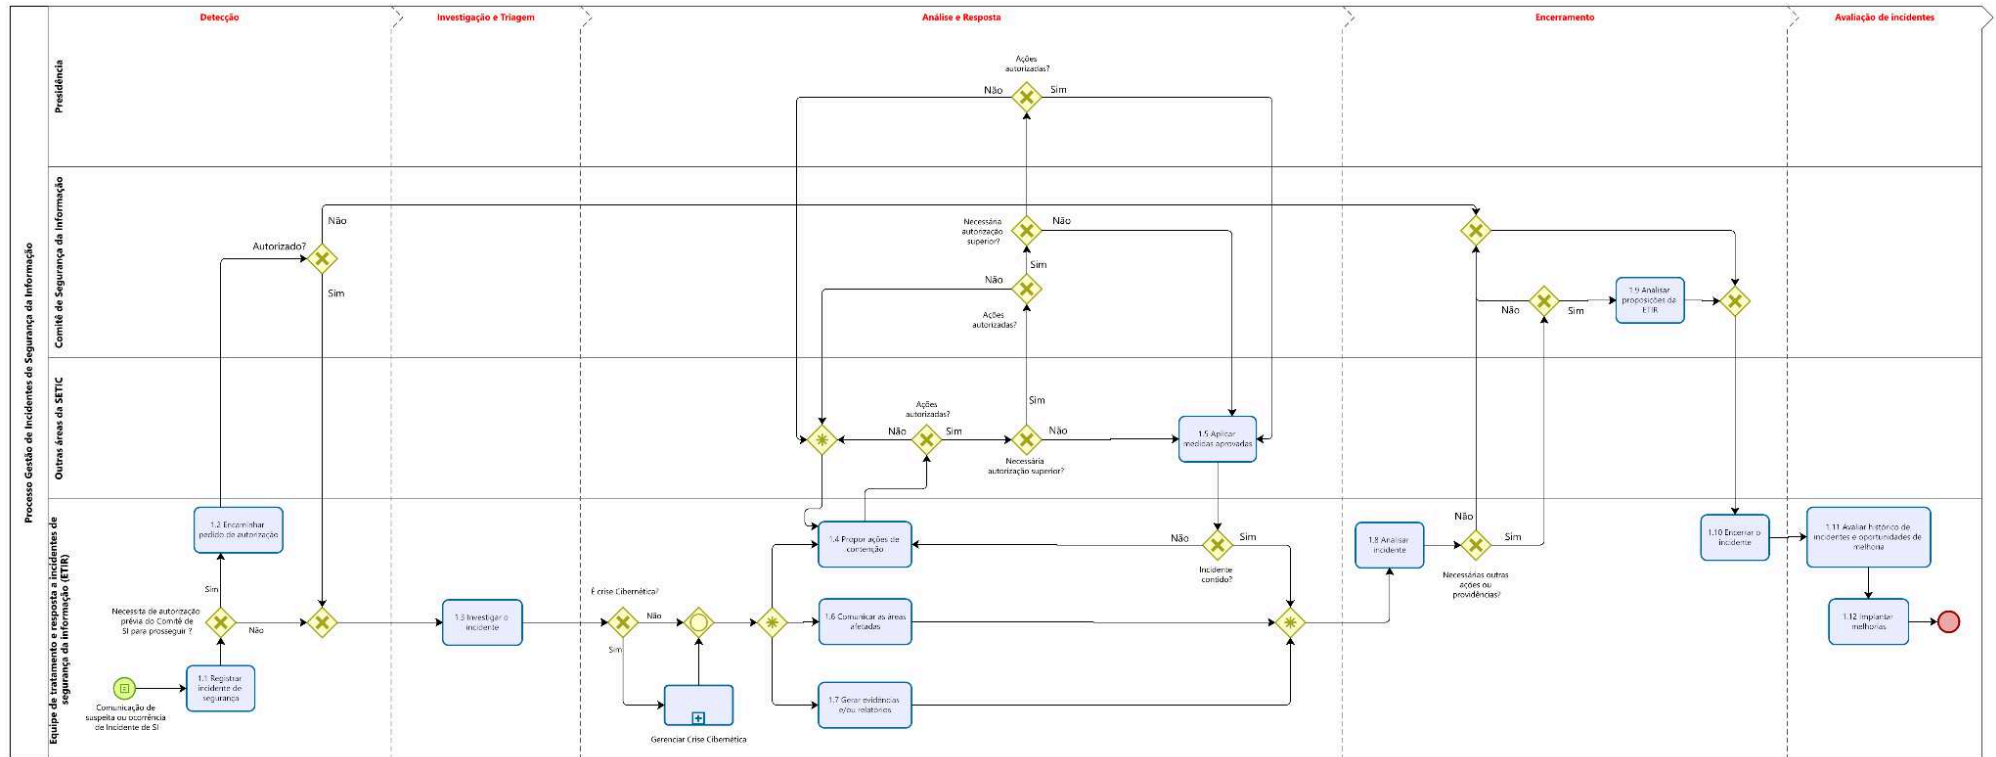 Detecção
Investigação e Triagem
Análise e Resposta
Encerramento
Avaliação de incidentes
Processo Gestão de Incidentes de Segurança da Informação
Presidência
Ações
autorizadas?
Não
Sim
Comitê de Segurança da Informação
Não
Autorizado?
Sim
Necessária
autorização
superior?
Não
Sim
Não
Ações
autorizadas?
Não
Sim
1.9 Analisar
proposições da
ETIR
Outras áreas da SETIC
Ações
autorizadas?
Não
Sim
Sim
Não
Necessária
autorização superior?
1.5 Aplicar
medidas aprovadas
Equipe de tratamento e resposta a incidentes de
segurança da informação (ETIR)
1.2 Encaminhar
pedido de autorização
Sim
Necessita de autorização
prévia do Comitê de
SI para prosseguir ?
Não
1.1 Registrar
incidente de
segurança
Comunicação de
suspeita ou ocorrência
de Incidente de SI
1.3 Investigar o
incidente
É crise Cibernética?
Não
Sim
Gerenciar Crise Cibernética
1.4 Propor ações de
contenção
1.6 Comunicar as áreas
afetadas
1.7 Gerar evidências
e/ou relatórios
Não
Sim
Incidente
contido?
1.8 Analisar
incidente
Não
Sim
Necessárias outras
ações ou
providências?
1.10 Encerrar o
incidente
1.11 Avaliar histórico de
incidentes e oportunidades de
melhoria
1.12 Implantar
melhorias